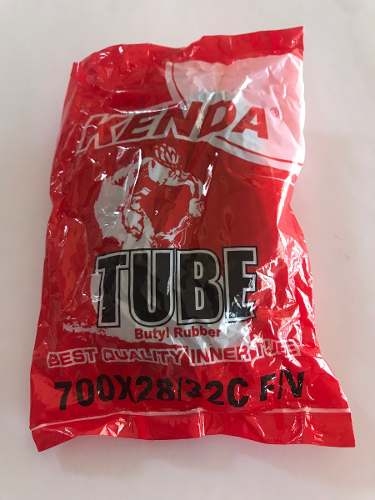 KENDA
TUBE
Butyl Rubber
BEST QUALITY INNER TUBE
700X28/32C F/V